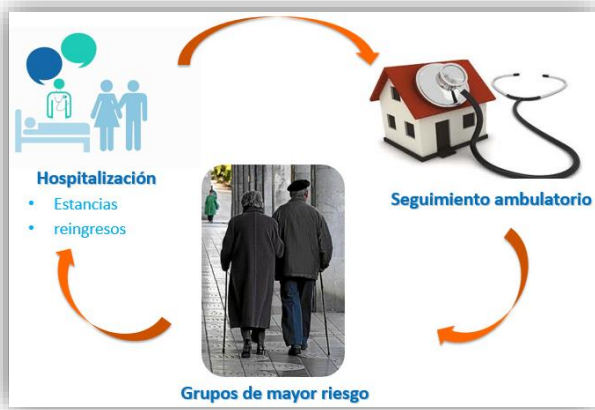 Hospitalización
• Estancias
• reingresos
Seguimiento ambulatorio
Grupos de mayor riesgo